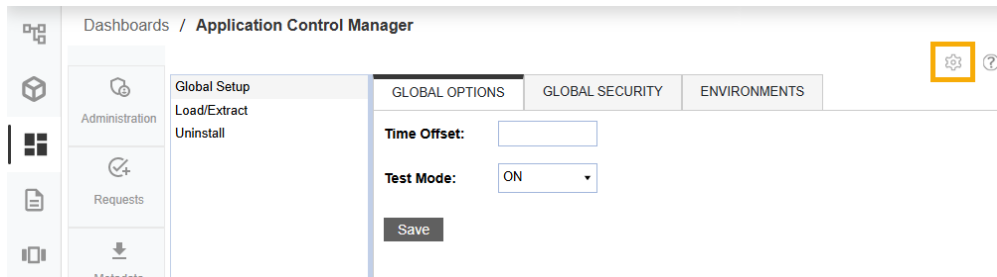 Dashboards / Application Control Manager
Administration
Requests
Metadata
Global Setup
Load/Extract
Uninstall
GLOBAL OPTIONS
GLOBAL SECURITY
ENVIRONMENTS
Time Offset:
Test Mode: ON
Save